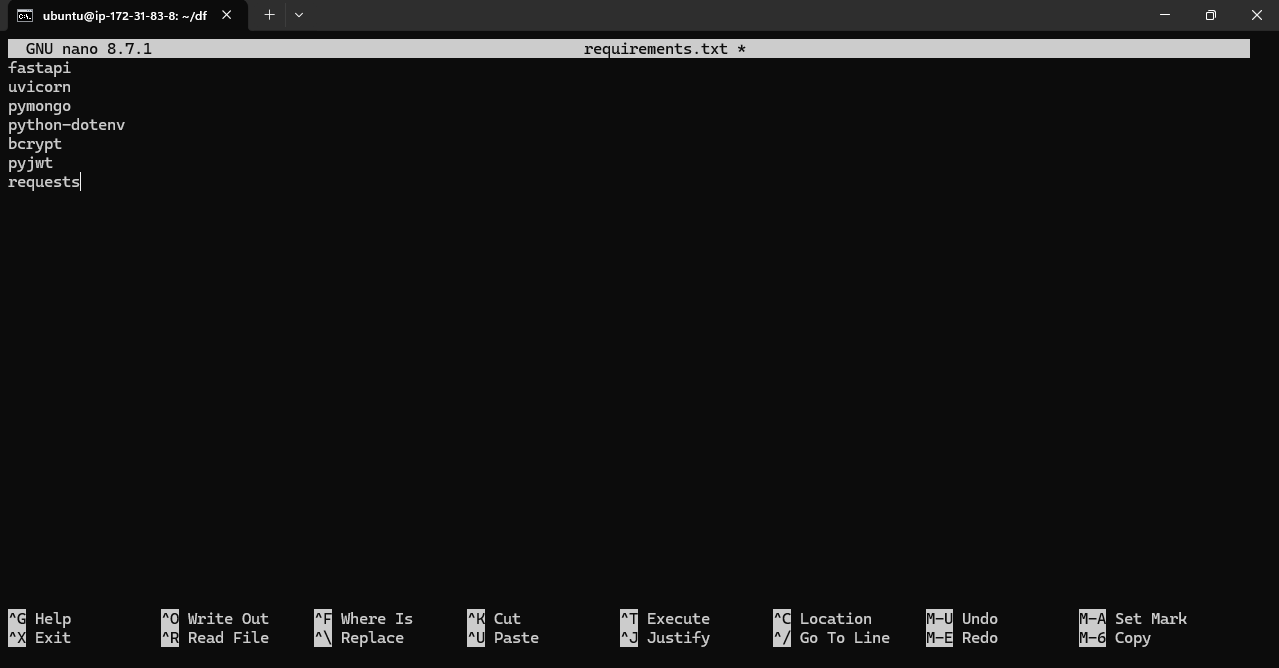 ubuntu@ip-172-31-83-8: ~/df
GNU nano 8.7.1 requirements.txt *
fastapi
uvicorn
pymongo
python-dotenv
bcrypt
pyjwt
requests
^G Help ^O Write Out ^F Where Is ^K Cut ^T Execute ^C Location M-U Undo M-A Set Mark
^X Exit ^R Read File ^\ Replace ^U Paste ^J Justify ^/ Go To Line M-E Redo M-6 Copy